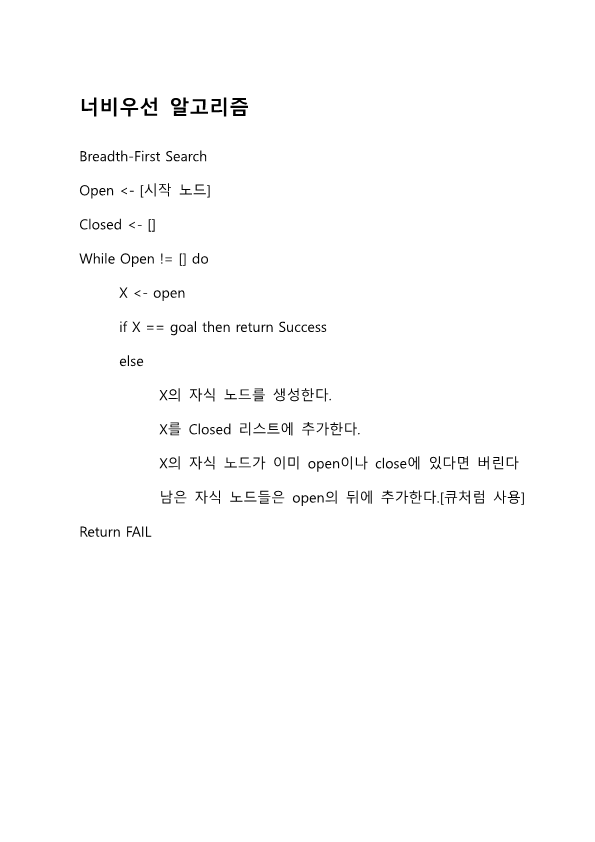 너비우선 알고리즘
Breadth-First Search
Open <- [시작 노드]
Closed <- []
While Open != [] do
X <- open
if X == goal then return Success
else
X의 자식 노드를 생성한다.
X를 Closed 리스트에 추가한다.
X의 자식 노드가 이미 open이나 close에 있다면 버린다
남은 자식 노드들은 open의 뒤에 추가한다.[큐처럼 사용]
Return FAIL